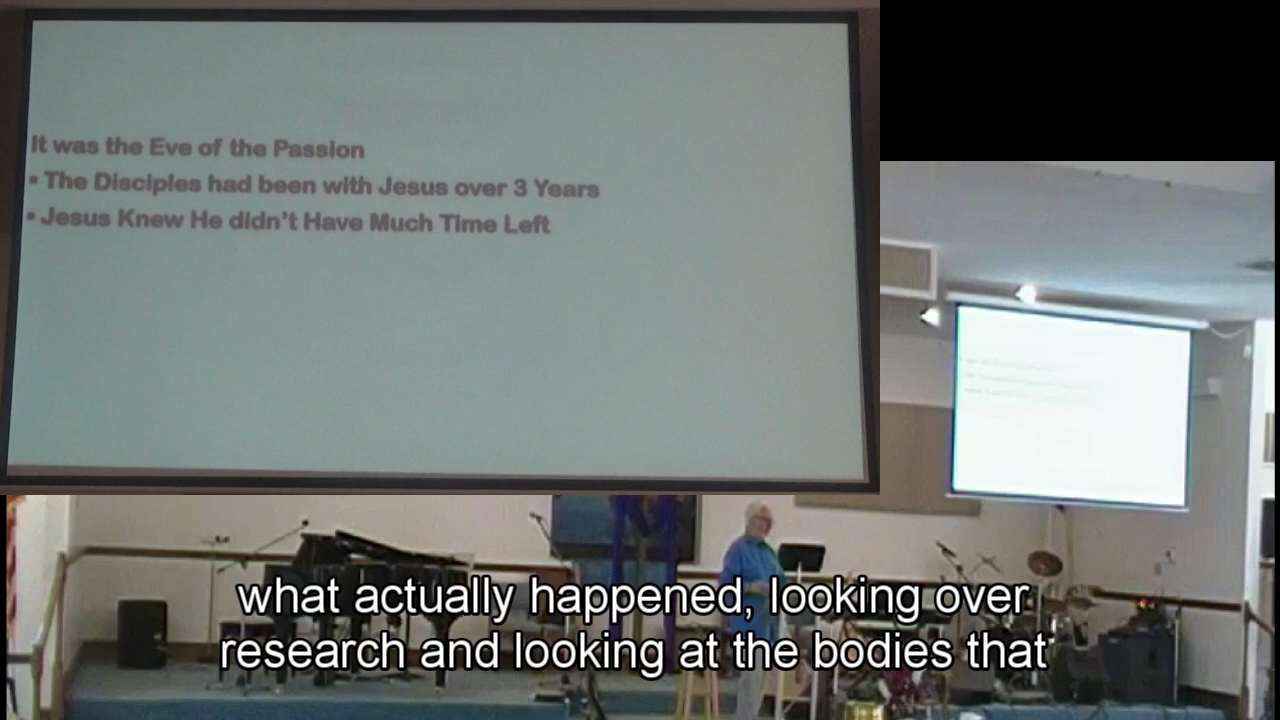 It was the Eve of the Passion
▪ The Disciples had been with Jesus over 3 Years
▪ Jesus Knew He didn't Have Much Time Left
what actually happened, looking over
research and looking at the bodies that